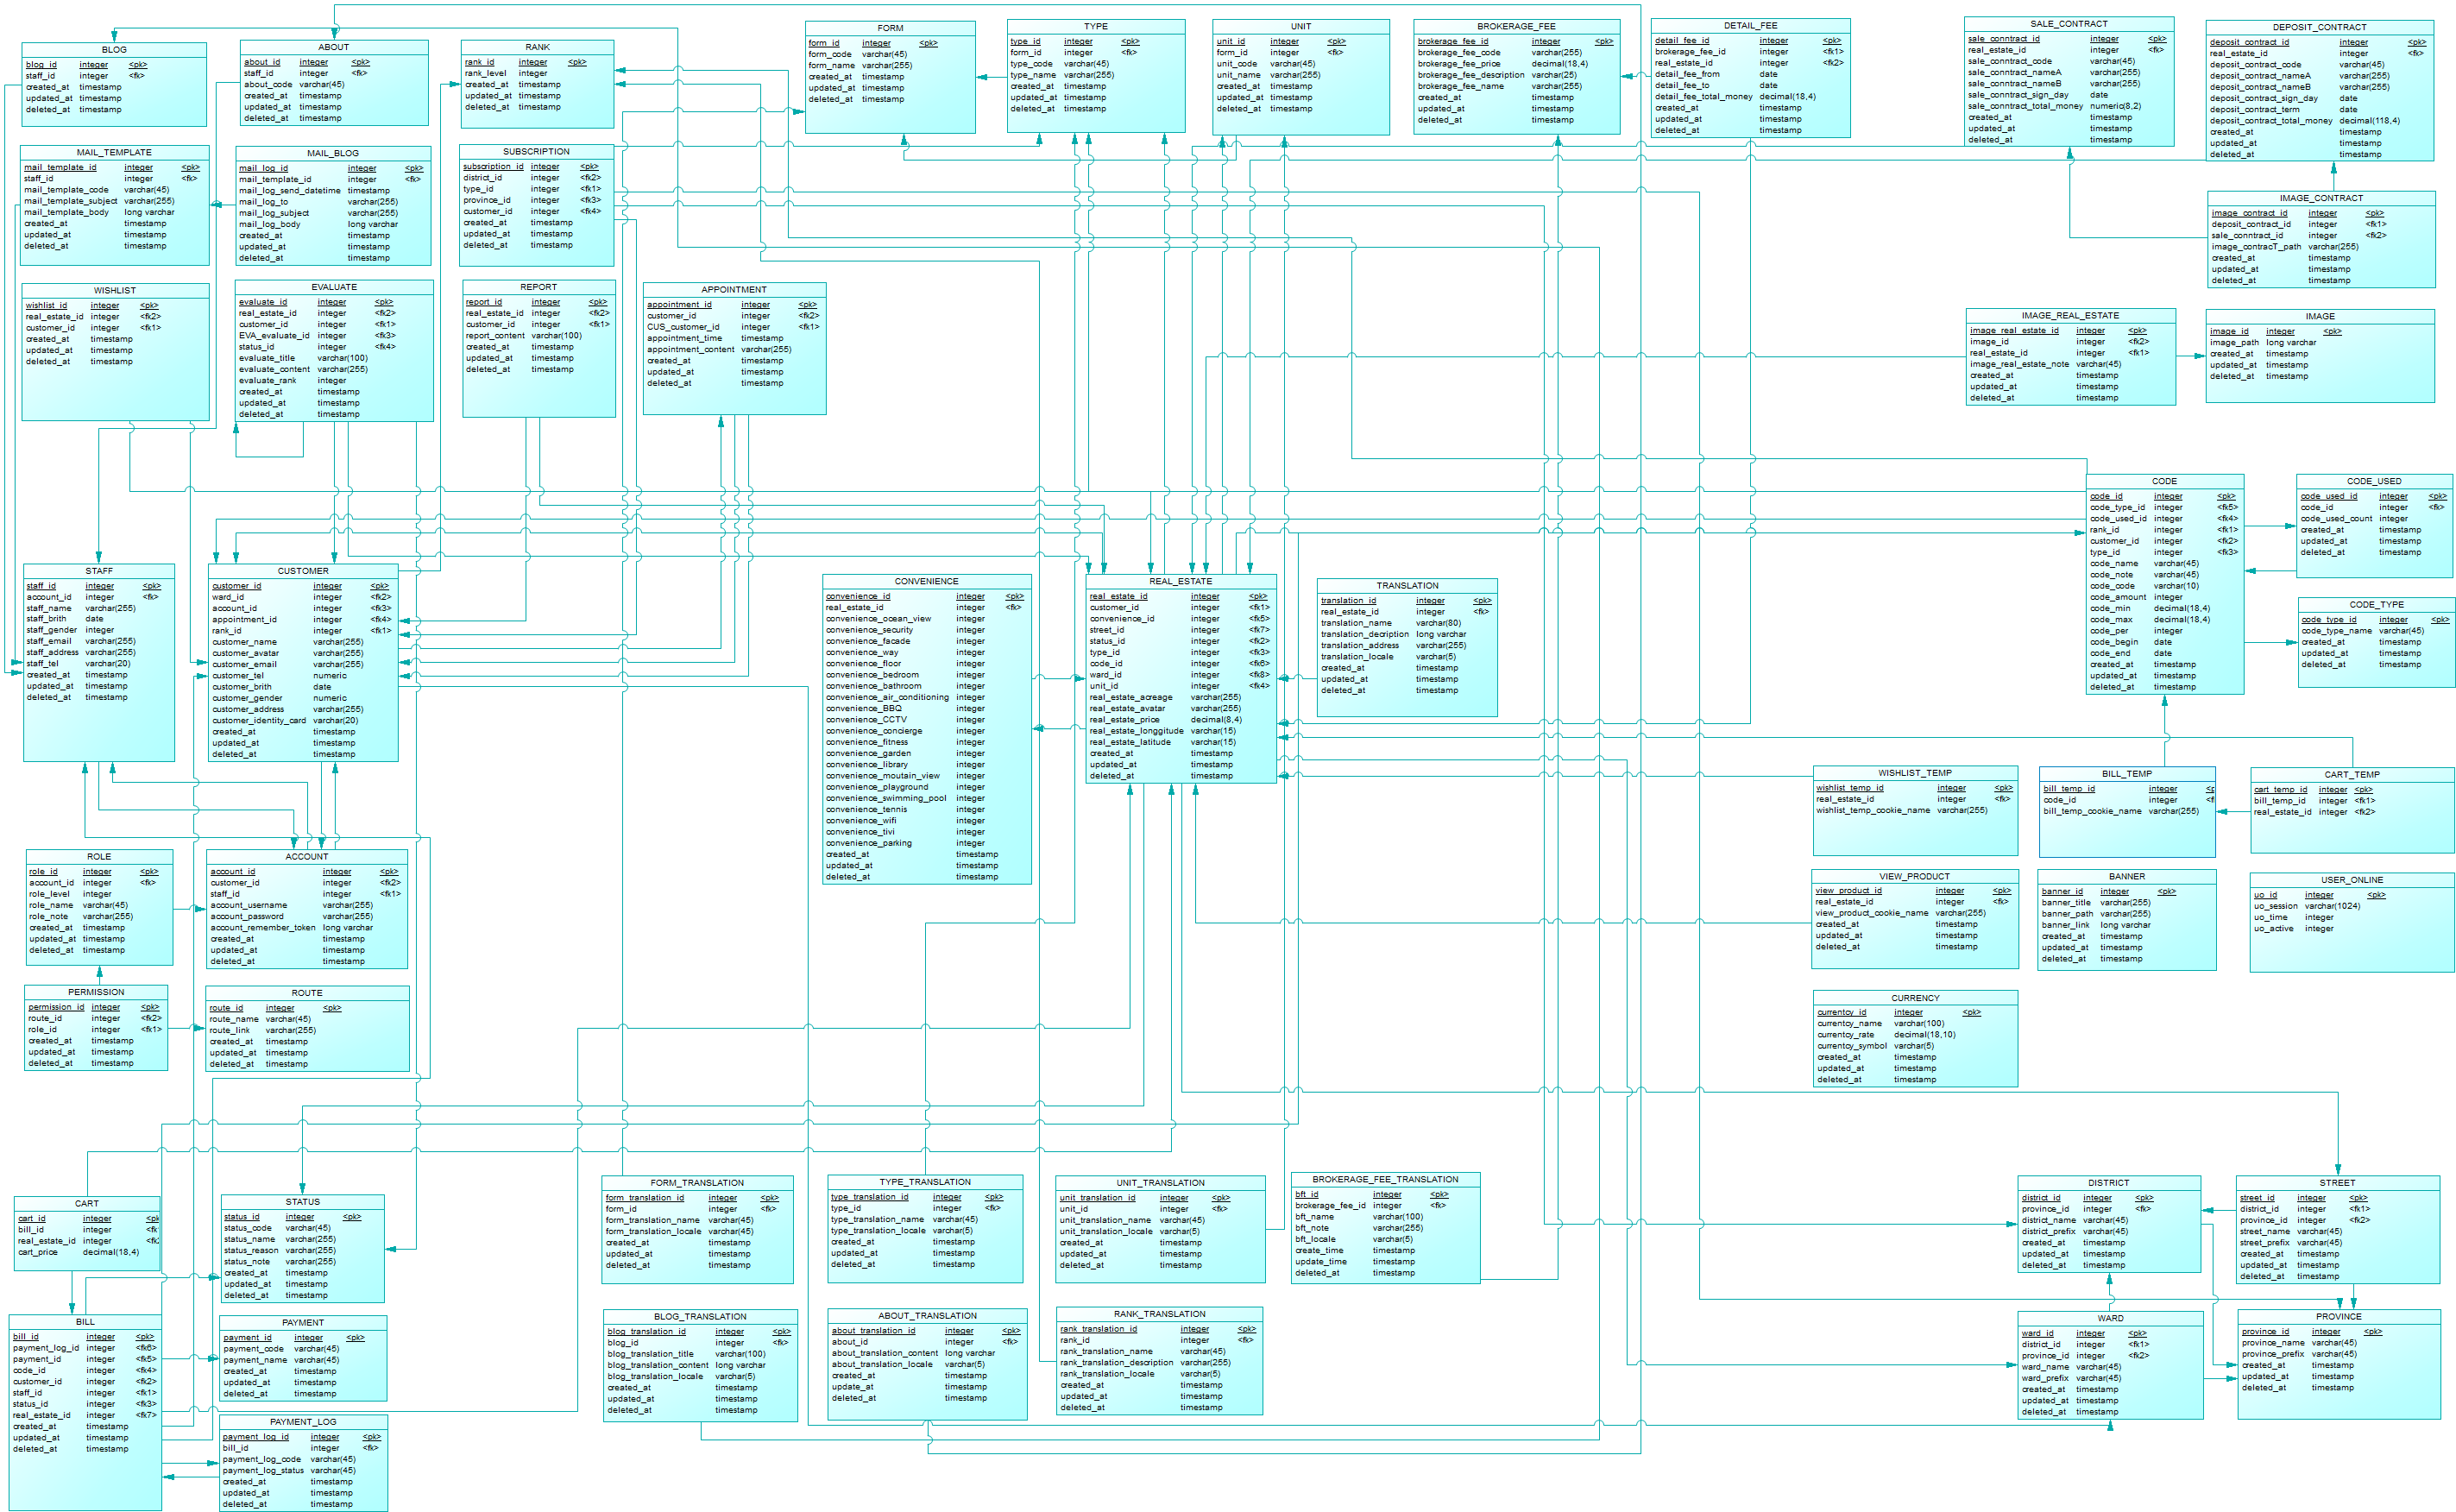 BLOG
blog_id integer <pk>
staff_id integer <fk>
created_at timestamp
updated_at timestamp
deleted_at timestamp
ABOUT
about_id integer <pk>
staff_id integer <fk>
about_code varchar(45)
created_at timestamp
updated_at timestamp
deleted_at timestamp
RANK
rank_id integer <pk>
rank_level integer
created_at timestamp
updated_at timestamp
deleted_at timestamp
FORM
form_id integer <pk>
form_code varchar(45)
form_name varchar(255)
created_at timestamp
updated_at timestamp
deleted_at timestamp
TYPE
type_id integer <pk>
form_id integer <fk>
type_code varchar(45)
type_name varchar(255)
created_at timestamp
updated_at timestamp
deleted_at timestamp
UNIT
unit_id integer <pk>
form_id integer <fk>
unit_code varchar(45)
unit_name varchar(255)
created_at timestamp
updated_at timestamp
deleted_at timestamp
BROKERAGE_FEE
brokerage_fee_id integer <pk>
brokerage_fee_code varchar(255)
brokerage_fee_price decimal(18,4)
brokerage_fee_description varchar(25)
brokerage_fee_name varchar(255)
created_at timestamp
updated_at timestamp
deleted_at timestamp
DETAIL_FEE
detail_fee_id integer <pk>
brokerage_fee_id integer <fk1>
real_estate_id integer <fk2>
detail_fee_from date
detail_fee_to date
detail_fee_total_money decimal(18,4)
created_at timestamp
updated_at timestamp
deleted_at timestamp
SALE_CONTRACT
sale_conntract_id integer <pk>
real_estate_id integer <fk>
sale_conntract_code varchar(45)
sale_conntract_nameA varchar(255)
sale_conntract_nameB varchar(255)
sale_conntract_sign_day date
sale_conntract_total_money numeric(8,2)
created_at timestamp
updated_at timestamp
deleted_at timestamp
DEPOSIT_CONTRACT
deposit_contract_id integer <pk>
real_estate_id integer <fk>
deposit_contract_code varchar(45)
deposit_contract_nameA varchar(255)
deposit_contract_nameB varchar(255)
deposit_contract_sign_day date
deposit_contract_term date
deposit_contract_total_money decimal(118,4)
created_at timestamp
updated_at timestamp
deleted_at timestamp
MAIL_TEMPLATE
mail_template_id integer <pk>
staff_id integer <fk>
mail_template_code varchar(45)
mail_template_subject varchar(255)
mail_template_body long varchar
created_at timestamp
updated_at timestamp
deleted_at timestamp
MAIL_BLOG
mail_log_id integer <pk>
mail_template_id integer <fk>
mail_log_send_datetime timestamp
mail_log_to varchar(255)
mail_log_subject varchar(255)
mail_log_body long varchar
created_at timestamp
updated_at timestamp
deleted_at timestamp
SUBSCRIPTION
subscription_id integer <pk>
district_id integer <fk2>
type_id integer <fk1>
province_id integer <fk3>
customer_id integer <fk4>
created_at timestamp
updated_at timestamp
deleted_at timestamp
IMAGE_CONTRACT
image_contract_id integer <pk>
deposit_contract_id integer <fk1>
sale_conntract_id integer <fk2>
image_contracT_path varchar(255)
created_at timestamp
updated_at timestamp
deleted_at timestamp
WISHLIST
wishlist_id integer <pk>
real_estate_id integer <fk2>
customer_id integer <fk1>
created_at timestamp
updated_at timestamp
deleted_at timestamp
EVALUATE
evaluate_id integer <pk>
real_estate_id integer <fk2>
customer_id integer <fk1>
EVA_evaluate_id integer <fk3>
status_id integer <fk4>
evaluate_title varchar(100)
evaluate_content varchar(255)
evaluate_rank integer
created_at timestamp
updated_at timestamp
deleted_at timestamp
REPORT
report_id integer <pk>
real_estate_id integer <fk2>
customer_id integer <fk1>
report_content varchar(100)
created_at timestamp
updated_at timestamp
deleted_at timestamp
APPOINTMENT
appointment_id integer <pk>
customer_id integer <fk2>
CUS_customer_id integer <fk1>
appointment_time timestamp
appointment_content varchar(255)
created_at timestamp
updated_at timestamp
deleted_at timestamp
IMAGE_REAL_ESTATE
image_real_estate_id integer <pk>
image_id integer <fk2>
real_estate_id integer <fk1>
image_real_estate_note varchar(45)
created_at timestamp
updated_at timestamp
deleted_at timestamp
IMAGE
image_id integer <pk>
image_path long varchar
created_at timestamp
updated_at timestamp
deleted_at timestamp
CODE
code_id integer <pk>
code_type_id integer <fk5>
code_used_id integer <fk4>
rank_id integer <fk1>
customer_id integer <fk2>
type_id integer <fk3>
code_name varchar(45)
code_note varchar(45)
code_code varchar(10)
code_amount integer
code_min decimal(18,4)
code_max decimal(18,4)
code_per integer
code_begin date
code_end date
created_at timestamp
updated_at timestamp
deleted_at timestamp
CODE_USED
code_used_id integer <pk>
code_id integer <fk>
code_used_count integer
created_at timestamp
updated_at timestamp
deleted_at timestamp
CODE_TYPE
code_type_id integer <pk>
code_type_name varchar(45)
created_at timestamp
updated_at timestamp
deleted_at timestamp
STAFF
staff_id integer <pk>
account_id integer <fk>
staff_name varchar(255)
staff_brith date
staff_gender integer
staff_email varchar(255)
staff_address varchar(255)
staff_tel varchar(20)
created_at timestamp
updated_at timestamp
deleted_at timestamp
CUSTOMER
customer_id integer <pk>
ward_id integer <fk2>
account_id integer <fk3>
appointment_id integer <fk4>
rank_id integer <fk1>
customer_name varchar(255)
customer_avatar varchar(255)
customer_email varchar(255)
customer_tel numeric
customer_brith date
customer_gender numeric
customer_address varchar(255)
customer_identity_card varchar(20)
created_at timestamp
updated_at timestamp
deleted_at timestamp
CONVENIENCE
convenience_id integer <pk>
real_estate_id integer <fk>
convenience_ocean_view integer
convenience_security integer
convenience_facade integer
convenience_way integer
convenience_floor integer
convenience_bedroom integer
convenience_bathroom integer
convenience_air_conditioning integer
convenience_BBQ integer
convenience_CCTV integer
convenience_concierge integer
convenience_fitness integer
convenience_garden integer
convenience_library integer
convenience_moutain_view integer
convenience_playground integer
convenience_swimming_pool integer
convenience_tennis integer
convenience_wifi integer
convenience_tivi integer
convenience_parking integer
created_at timestamp
updated_at timestamp
deleted_at timestamp
REAL_ESTATE
real_estate_id integer <pk>
customer_id integer <fk1>
convenience_id integer <fk5>
street_id integer <fk7>
status_id integer <fk2>
type_id integer <fk3>
code_id integer <fk6>
ward_id integer <fk8>
unit_id integer <fk4>
real_estate_acreage varchar(255)
real_estate_avatar varchar(255)
real_estate_price decimal(8,4)
real_estate_longgitude varchar(15)
real_estate_latitude varchar(15)
created_at timestamp
updated_at timestamp
deleted_at timestamp
TRANSLATION
translation_id integer <pk>
real_estate_id integer <fk>
translation_name varchar(80)
translation_decription long varchar
translation_address varchar(255)
translation_locale varchar(5)
created_at timestamp
updated_at timestamp
deleted_at timestamp
WISHLIST_TEMP
wishlist_temp_id integer <pk>
real_estate_id integer <fk>
wishlist_temp_cookie_name varchar(255)
BILL_TEMP
bill_temp_id integer
code_id integer
bill_temp_cookie_name varchar(255)
CART_TEMP
cart_temp_id integer <pk>
bill_temp_id integer <fk1>
real_estate_id integer <fk2>
ROLE
role_id integer <pk>
account_id integer <fk>
role_level integer
role_name varchar(45)
role_note varchar(255)
created_at timestamp
updated_at timestamp
deleted_at timestamp
ACCOUNT
account_id integer <pk>
customer_id integer <fk2>
staff_id integer <fk1>
account_username varchar(255)
account_password varchar(255)
account_remember_token long varchar
created_at timestamp
updated_at timestamp
deleted_at timestamp
VIEW_PRODUCT
view_product_id integer <pk>
real_estate_id integer <fk>
view_product_cookie_name varchar(255)
created_at timestamp
updated_at timestamp
deleted_at timestamp
BANNER
banner_id integer <pk>
banner_title varchar(255)
banner_path varchar(255)
banner_link long varchar
created_at timestamp
updated_at timestamp
deleted_at timestamp
USER_ONLINE
uo_id integer <pk>
uo_session varchar(1024)
uo_time integer
uo_active integer
PERMISSION
permission_id integer <pk>
route_id integer <fk2>
role_id integer <fk1>
created_at timestamp
updated_at timestamp
deleted_at timestamp
ROUTE
route_id integer <pk>
route_name varchar(45)
route_link varchar(255)
created_at timestamp
updated_at timestamp
deleted_at timestamp
CURRENCY
currentcy_id integer <pk>
currentcy_name varchar(100)
currentcy_rate decimal(18,10)
currentcy_symbol varchar(5)
created_at timestamp
updated_at timestamp
deleted_at timestamp
CART
cart_id integer
bill_id integer
real_estate_id integer
cart_price decimal(18,4)
STATUS
status_id integer <pk>
status_code varchar(45)
status_name varchar(255)
status_reason varchar(255)
status_note varchar(255)
created_at timestamp
updated_at timestamp
deleted_at timestamp
FORM_TRANSLATION
form_translation_id integer <pk>
form_id integer <fk>
form_translation_name varchar(45)
form_translation_locale varchar(45)
created_at timestamp
updated_at timestamp
deleted_at timestamp
TYPE_TRANSLATION
type_translation_id integer <pk>
type_id integer <fk>
type_translation_name varchar(45)
type_translation_locale varchar(5)
created_at timestamp
updated_at timestamp
deleted_at timestamp
UNIT_TRANSLATION
unit_translation_id integer <pk>
unit_id integer <fk>
unit_translation_name varchar(45)
unit_translation_locale varchar(5)
created_at timestamp
updated_at timestamp
deleted_at timestamp
BROKERAGE_FEE_TRANSLATION
bft_id integer <pk>
brokerage_fee_id integer <fk>
bft_name varchar(100)
bft_note varchar(255)
bft_locale varchar(5)
create_time timestamp
update_time timestamp
deleted_at timestamp
DISTRICT
district_id integer <pk>
province_id integer <fk>
district_name varchar(45)
district_prefix varchar(45)
created_at timestamp
updated_at timestamp
deleted_at timestamp
STREET
street_id integer <pk>
district_id integer <fk1>
province_id integer <fk2>
street_name varchar(45)
street_prefix varchar(45)
created_at timestamp
updated_at timestamp
deleted_at timestamp
BILL
bill_id integer <pk>
payment_log_id integer <fk6>
payment_id integer <fk5>
code_id integer <fk4>
customer_id integer <fk2>
staff_id integer <fk1>
status_id integer <fk3>
real_estate_id integer <fk7>
created_at timestamp
updated_at timestamp
deleted_at timestamp
PAYMENT
payment_id integer <pk>
payment_code varchar(45)
payment_name varchar(45)
created_at timestamp
updated_at timestamp
deleted_at timestamp
BLOG_TRANSLATION
blog_translation_id integer <pk>
blog_id integer <fk>
blog_translation_title varchar(100)
blog_translation_content long varchar
blog_translation_locale varchar(5)
created_at timestamp
updated_at timestamp
deleted_at timestamp
ABOUT_TRANSLATION
about_translation_id integer <pk>
about_id integer <fk>
about_translation_content long varchar
about_translation_locale varchar(5)
created_at timestamp
update_at timestamp
deleted_at timestamp
RANK_TRANSLATION
rank_translation_id integer <pk>
rank_id integer <fk>
rank_translation_name varchar(45)
rank_translation_description varchar(255)
rank_translation_locale varchar(5)
created_at timestamp
updated_at timestamp
deleted_at timestamp
WARD
ward_id integer <pk>
district_id integer <fk1>
province_id integer <fk2>
ward_name varchar(45)
ward_prefix varchar(45)
created_at timestamp
updated_at timestamp
deleted_at timestamp
PROVINCE
province_id integer <pk>
province_name varchar(45)
province_prefix varchar(45)
created_at timestamp
updated_at timestamp
deleted_at timestamp
PAYMENT_LOG
payment_log_id integer <pk>
bill_id integer <fk>
payment_log_code varchar(45)
payment_log_status varchar(45)
created_at timestamp
updated_at timestamp
deleted_at timestamp